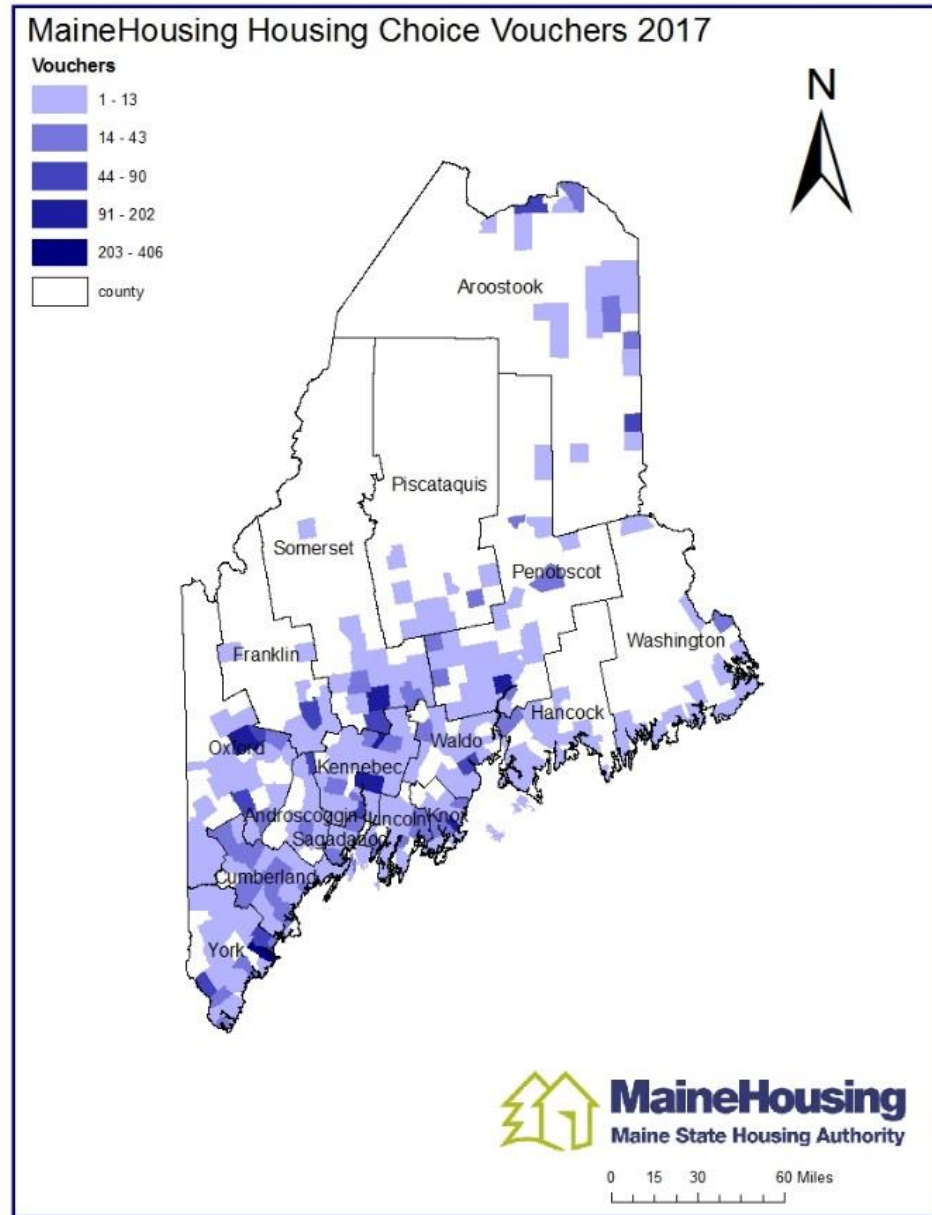 MaineHousing Housing Choice Vouchers 2017
Vouchers
1 - 13
14 - 43
44 - 90
91 - 202
203 - 406
county
N
Aroostook
Piscataquis
Somerset
Penobscot
Franklin
Washington
Hancock
Oxford
Waldo
Kennebec
Androscoggin
Lincoln
Knox
Sagadahoc
Cumberland
York
MaineHousing
Maine State Housing Authority
0 15 30 60 Miles